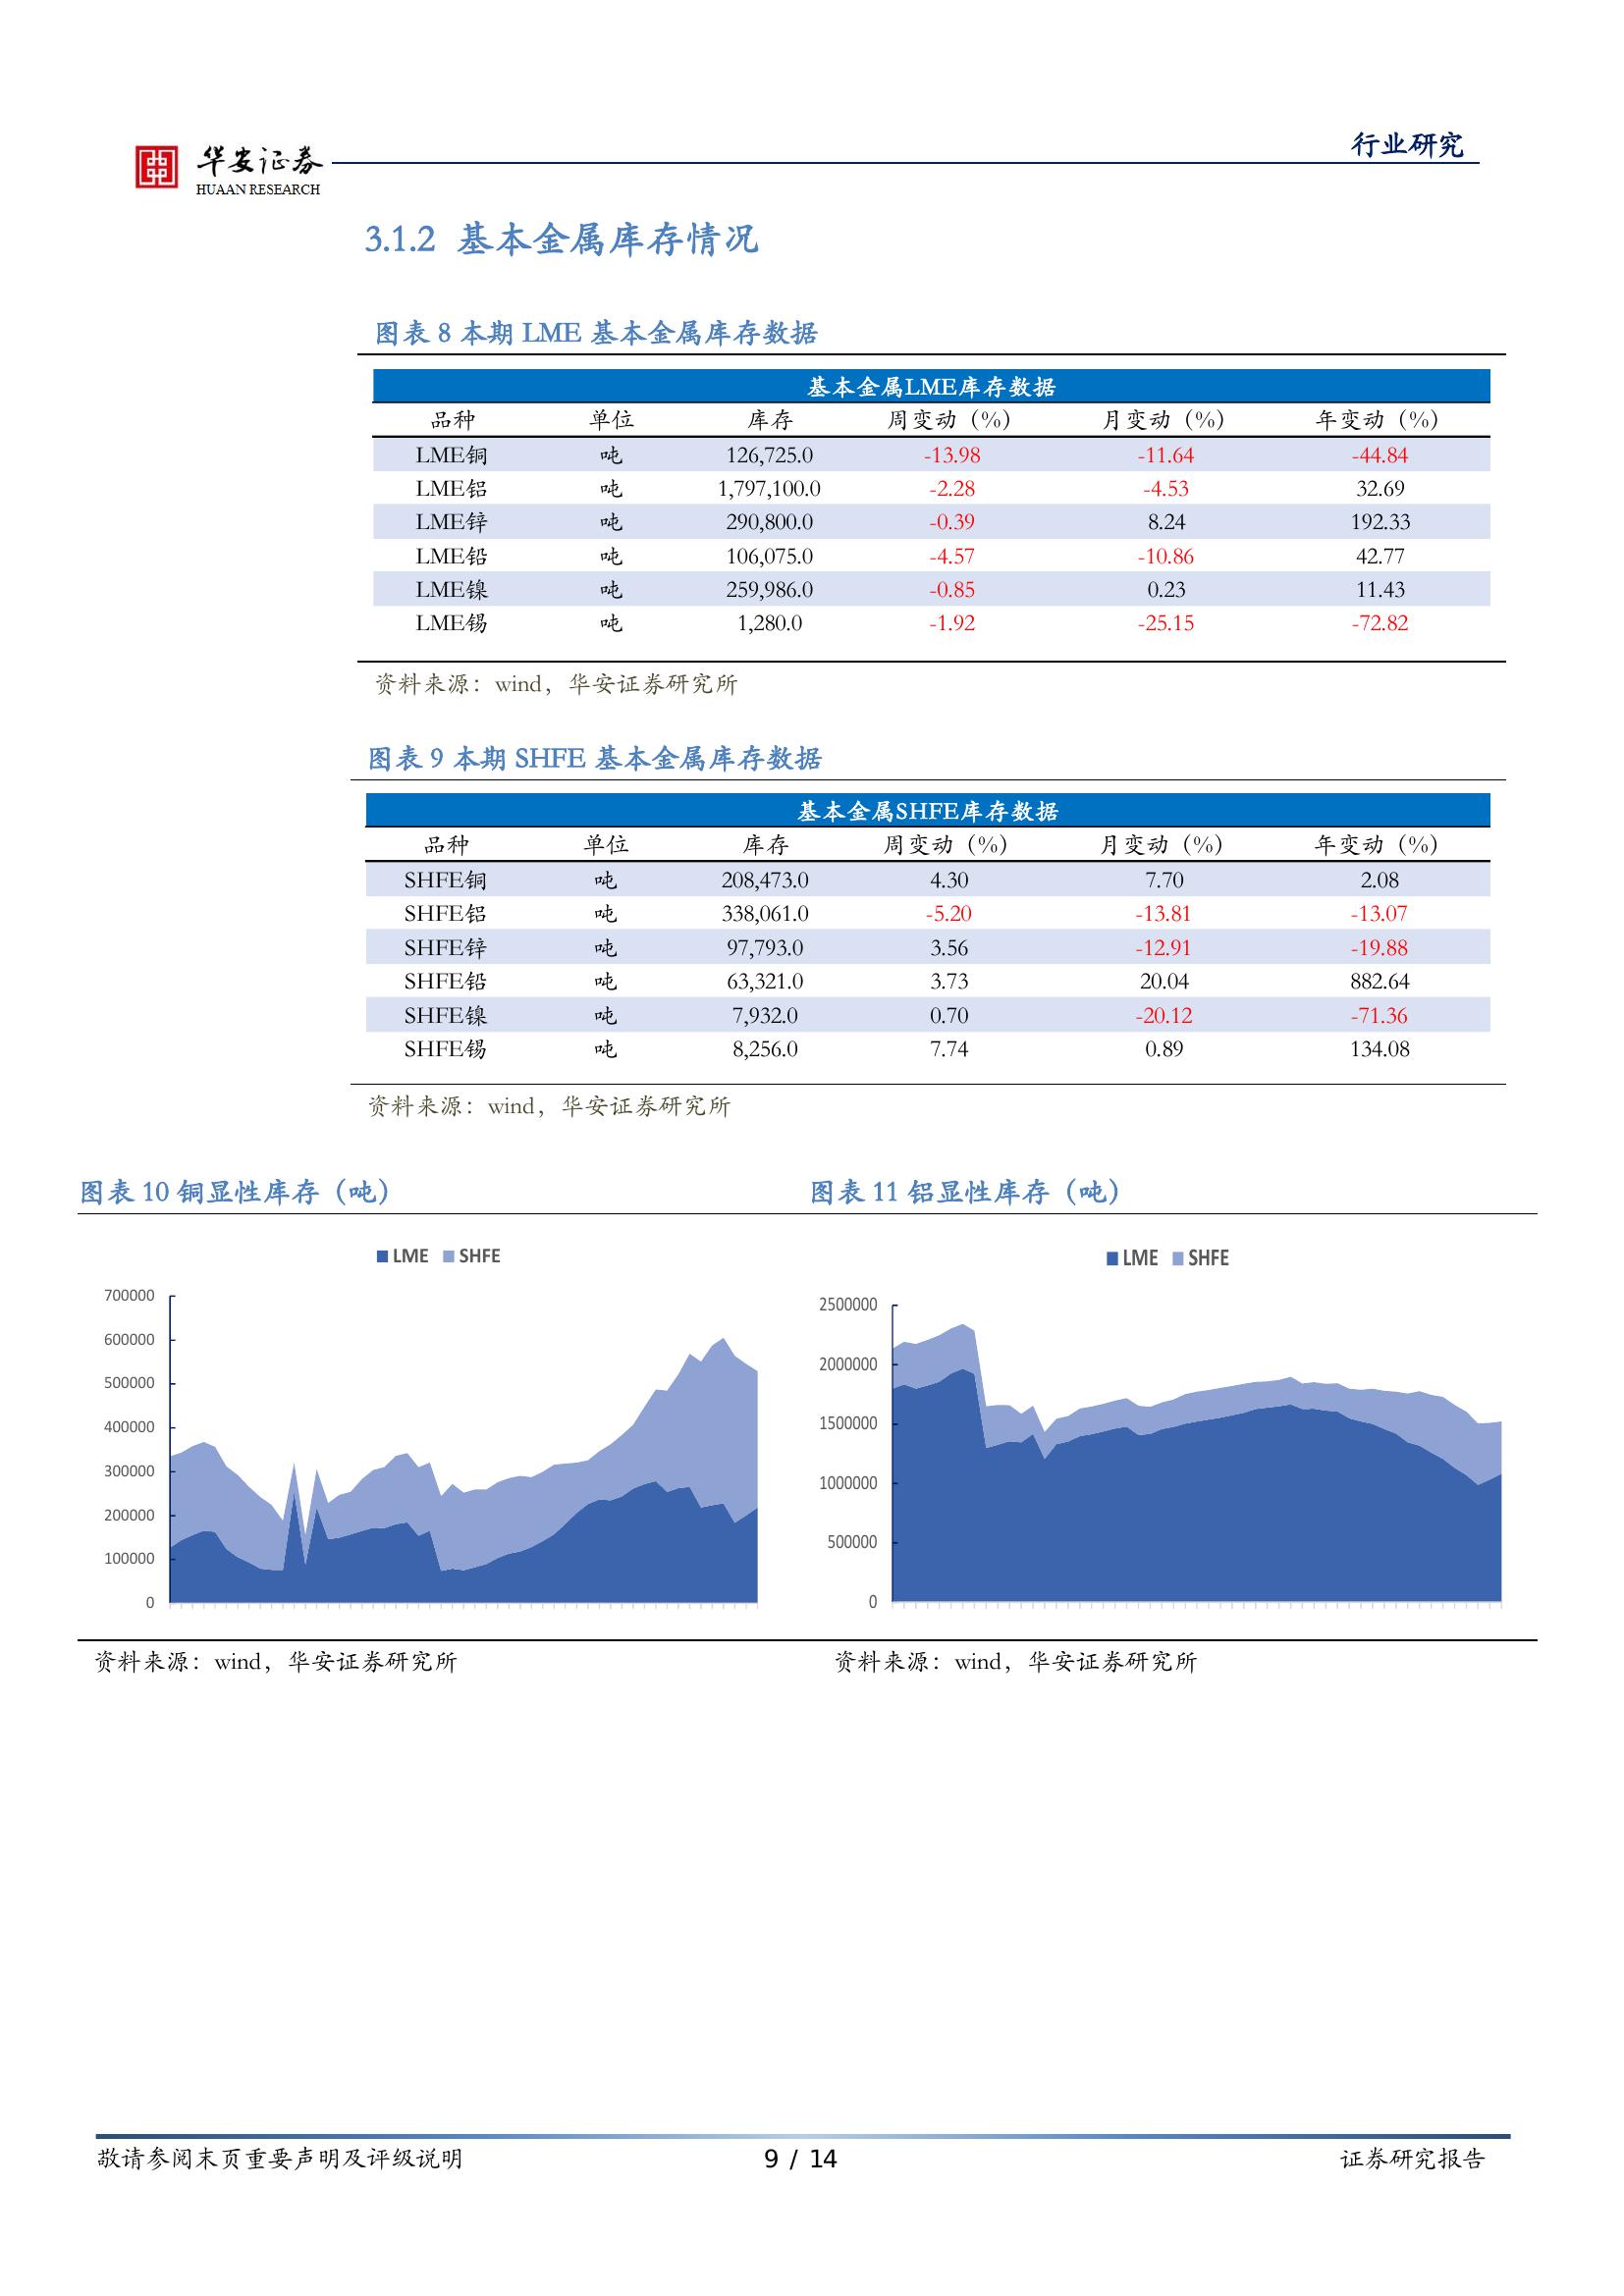 行业研究
华安证券
HUAAN RESEARCH
3.1.2 基本金属库存情况
图表 8 本期 LME 基本金属库存数据
基本金属LME库存数据
品种 单位 库存 周变动（%） 月变动（%） 年变动（%）
LME铜 吨 126,725.0 -13.98 -11.64 -44.84
LME铝 吨 1,797,100.0 -2.28 -4.53 32.69
LME锌 吨 290,800.0 -0.39 8.24 192.33
LME铅 吨 106,075.0 -4.57 -10.86 42.77
LME镍 吨 259,986.0 -0.85 0.23 11.43
LME锡 吨 1,280.0 -1.92 -25.15 -72.82
资料来源：wind，华安证券研究所
图表 9 本期 SHFE 基本金属库存数据
基本金属SHFE库存数据
品种 单位 库存 周变动（%） 月变动（%） 年变动（%）
SHFE铜 吨 208,473.0 4.30 7.70 2.08
SHFE铝 吨 338,061.0 -5.20 -13.81 -13.07
SHFE锌 吨 97,793.0 3.56 -12.91 -19.88
SHFE铅 吨 63,321.0 3.73 20.04 882.64
SHFE镍 吨 7,932.0 0.70 -20.12 -71.36
SHFE锡 吨 8,256.0 7.74 0.89 134.08
资料来源：wind，华安证券研究所
图表 10 铜显性库存（吨）
LME SHFE
700000
600000
500000
400000
300000
200000
100000
0
资料来源：wind，华安证券研究所
图表 11 铝显性库存（吨）
LME SHFE
2500000
2000000
1500000
1000000
500000
0
资料来源：wind，华安证券研究所
敬请参阅末页重要声明及评级说明 9 / 14 证券研究报告